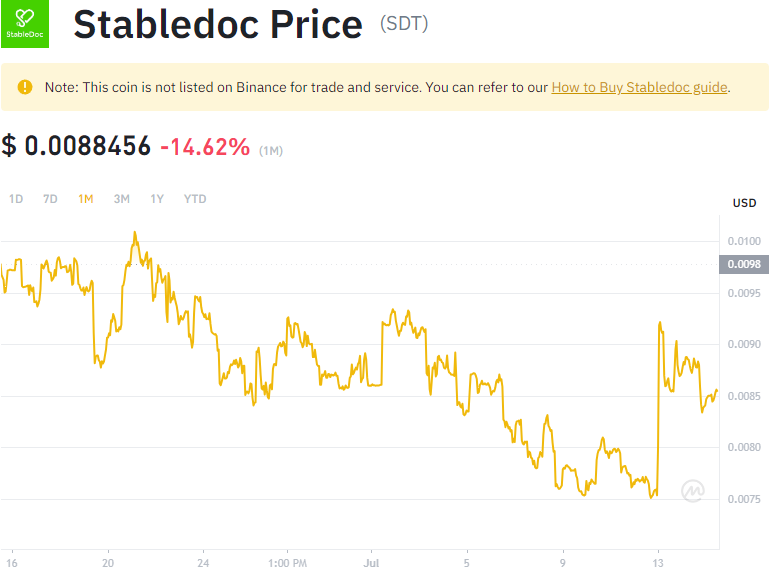 StableDoc
Stabledoc Price (SDT)
Note: This coin is not listed on Binance for trade and service. You can refer to our How to Buy Stabledoc guide.
$ 0.0088456 -14.62% (1M)
1D 7D 1M 3M 1Y YTD
USD
0.0100
0.0098
0.0095
0.0090
0.0085
0.0080
0.0075
16 20 24 1:00 PM Jul 5 9 13